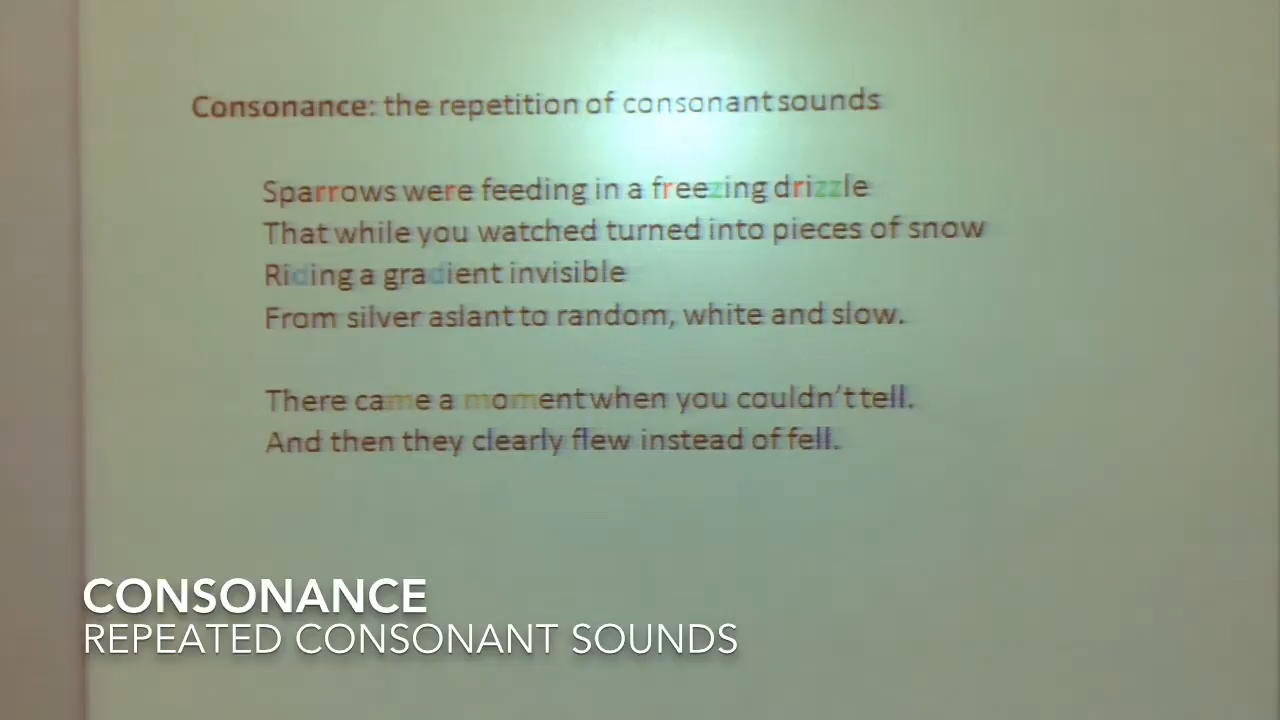 Consonance: the repetition of consonant sounds
Sparrows were feeding in a freezing drizzle
That while you watched turned into pieces of snow
Riding a gradient invisible
From silver aslant to random, white and slow.
There came a moment when you couldn't tell.
And then they clearly flew instead of fell.
CONSONANCE
REPEATED CONSONANT SOUNDS